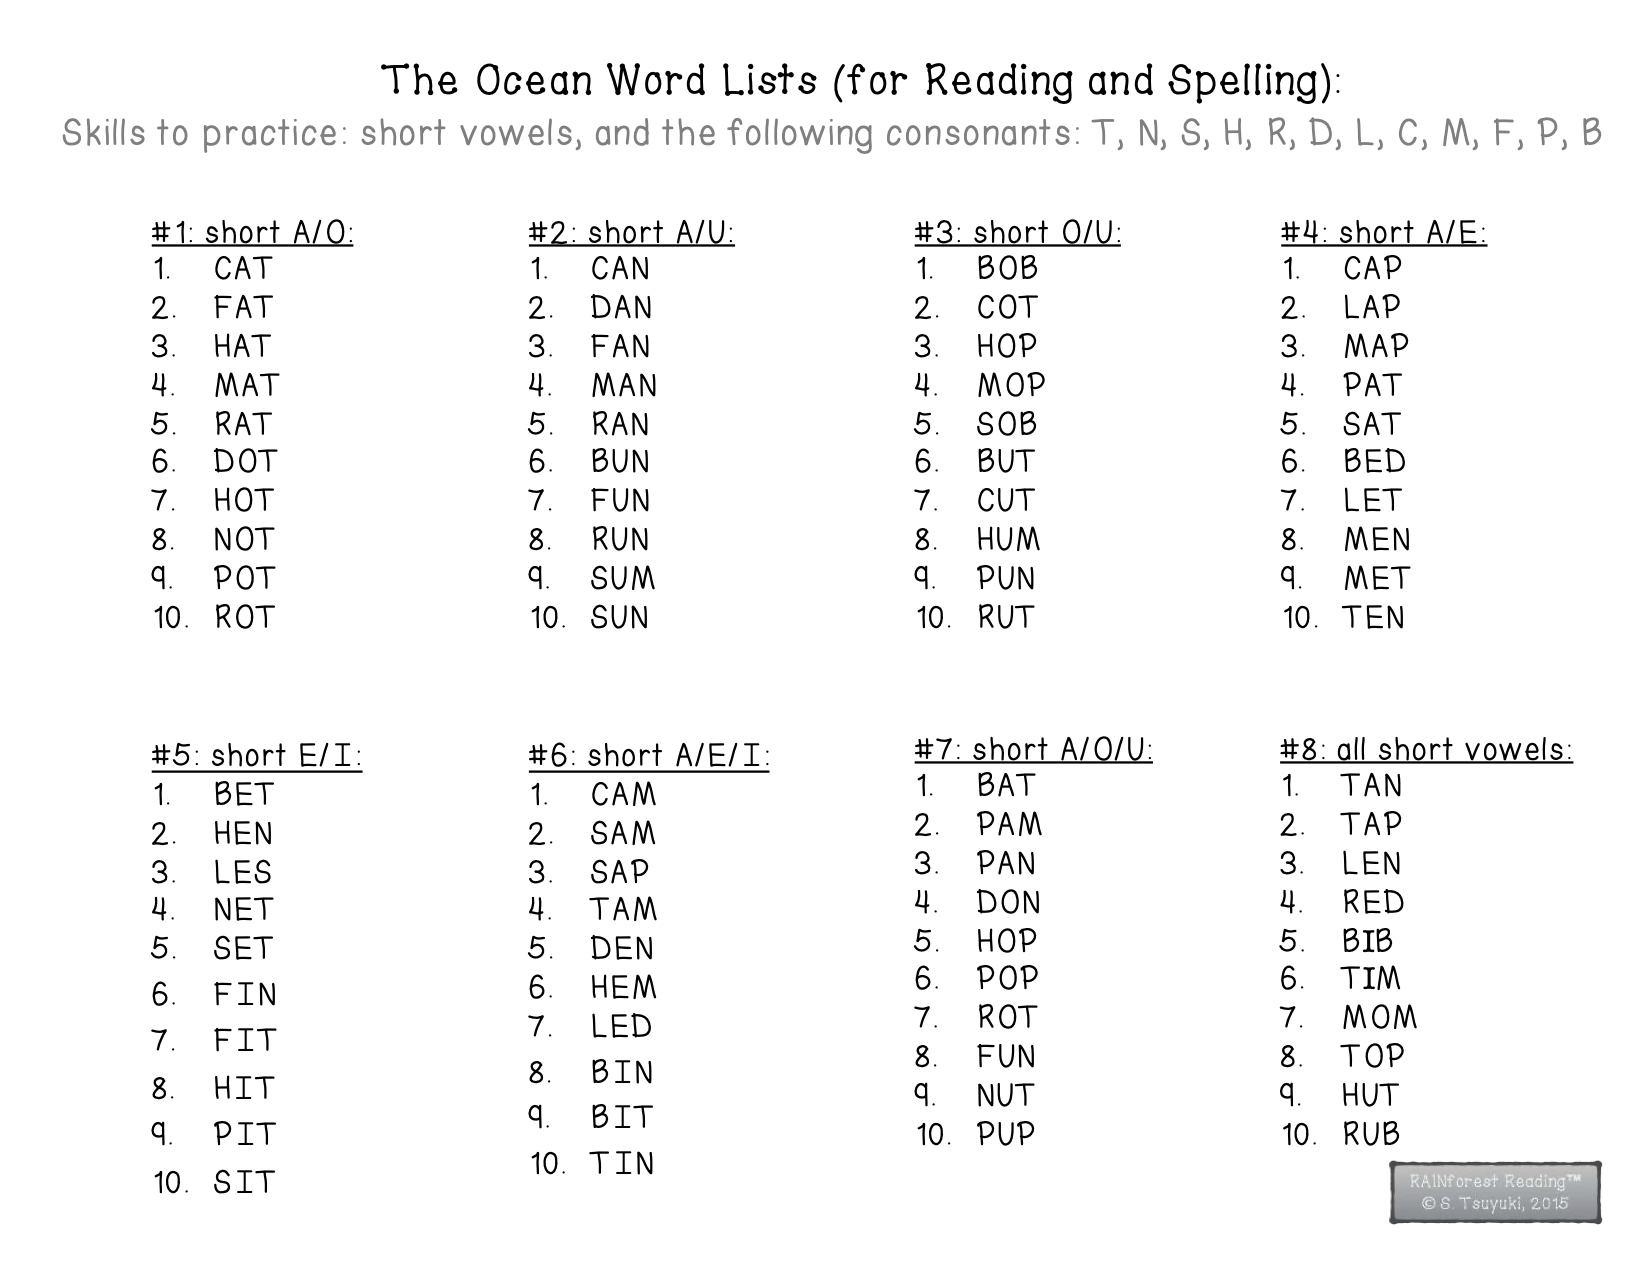 The Ocean Word Lists (for Reading and Spelling):
Skills to practice: short vowels, and the following consonants: T, N, S, H, R, D, L, C, M, F, P, B
#1: short A/O:
1. CAT
2. FAT
3. HAT
4. MAT
5. RAT
6. DOT
7. HOT
8. NOT
9. POT
10. ROT
#2: short A/U:
1. CAN
2. DAN
3. FAN
4. MAN
5. RAN
6. BUN
7. FUN
8. RUN
9. SUM
10. SUN
#3: short O/U:
1. BOB
2. COT
3. HOP
4. MOP
5. SOB
6. BUT
7. CUT
8. HUM
9. PUN
10. RUT
#4: short A/E:
1. CAP
2. LAP
3. MAP
4. PAT
5. SAT
6. BED
7. LET
8. MEN
9. MET
10. TEN
#5: short E/I:
1. BET
2. HEN
3. LES
4. NET
5. SET
6. FIN
7. FIT
8. HIT
9. PIT
10. SIT
#6: short A/E/I:
1. CAM
2. SAM
3. SAP
4. TAM
5. DEN
6. HEM
7. LED
8. BIN
9. BIT
10. TIN
#7: short A/O/U:
1. BAT
2. PAM
3. PAN
4. DON
5. HOP
6. POP
7. ROT
8. FUN
9. NUT
10. PUP
#8: all short vowels:
1. TAN
2. TAP
3. LEN
4. RED
5. BIB
6. TIM
7. MOM
8. TOP
9. HUT
10. RUB
RAINforest Reading™
© S. Tsuyuki, 2015